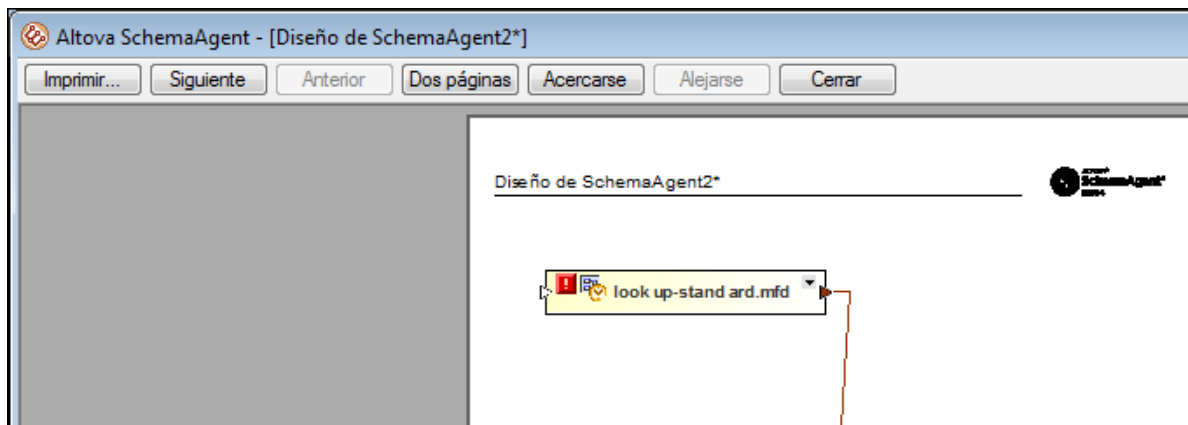 Altova SchemaAgent - [Diseño de SchemaAgent2*]
Imprimir... Siguiente Anterior Dos páginas Acercarse Alejarse Cerrar
Diseño de SchemaAgent2*
SchemaAgent®
look up-stand ard.mfd